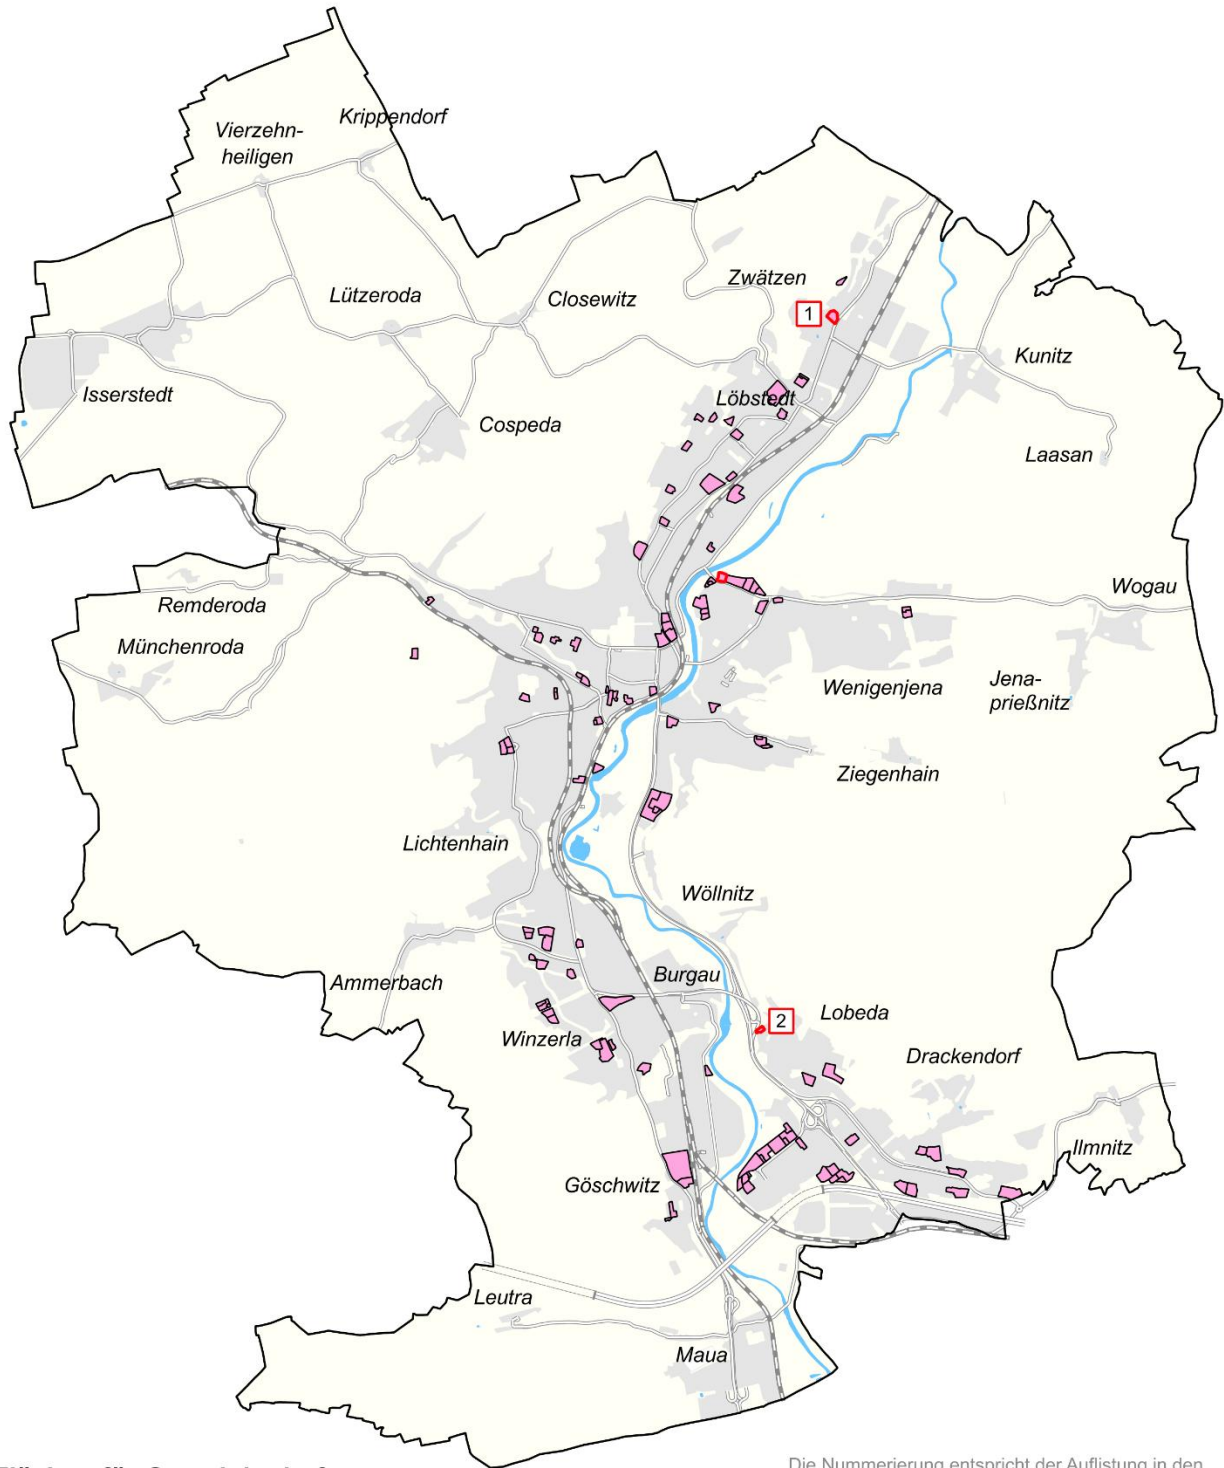 Krippendorf
Vierzehn-
heiligen
Zwätzen
Lützeroda
Closewitz
1
Kunitz
Isserstedt
Löbstedt
Cospeda
Laasan
Wogau
Remderoda
Münchenroda
Wenigenjena
Jena-
prießnitz
Ziegenhain
Lichtenhain
Wöllnitz
Burgau
Ammerbach
2
Lobeda
Winzerla
Drackendorf
Ilmnitz
Göschwitz
Leutra
Maua
Die Nummerierung entspricht der Auflistung in den